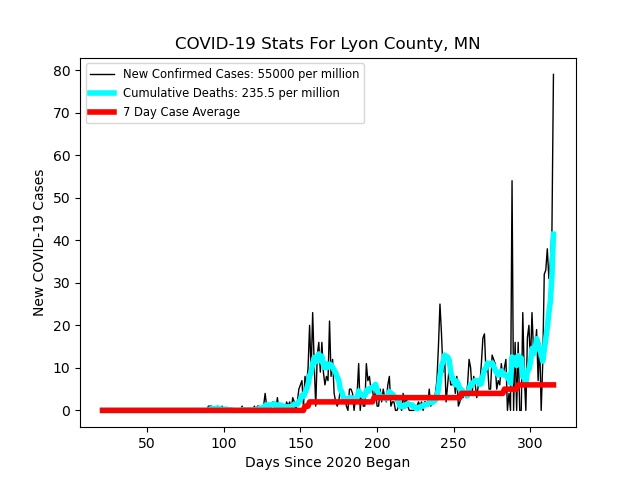 COVID-19 Stats For Lyon County, MN
New Confirmed Cases: 55000 per million
Cumulative Deaths: 235.5 per million
7 Day Case Average
80
70
60
50
40
30
20
10
0
New COVID-19 Cases
50 100 150 200 250 300
Days Since 2020 Began